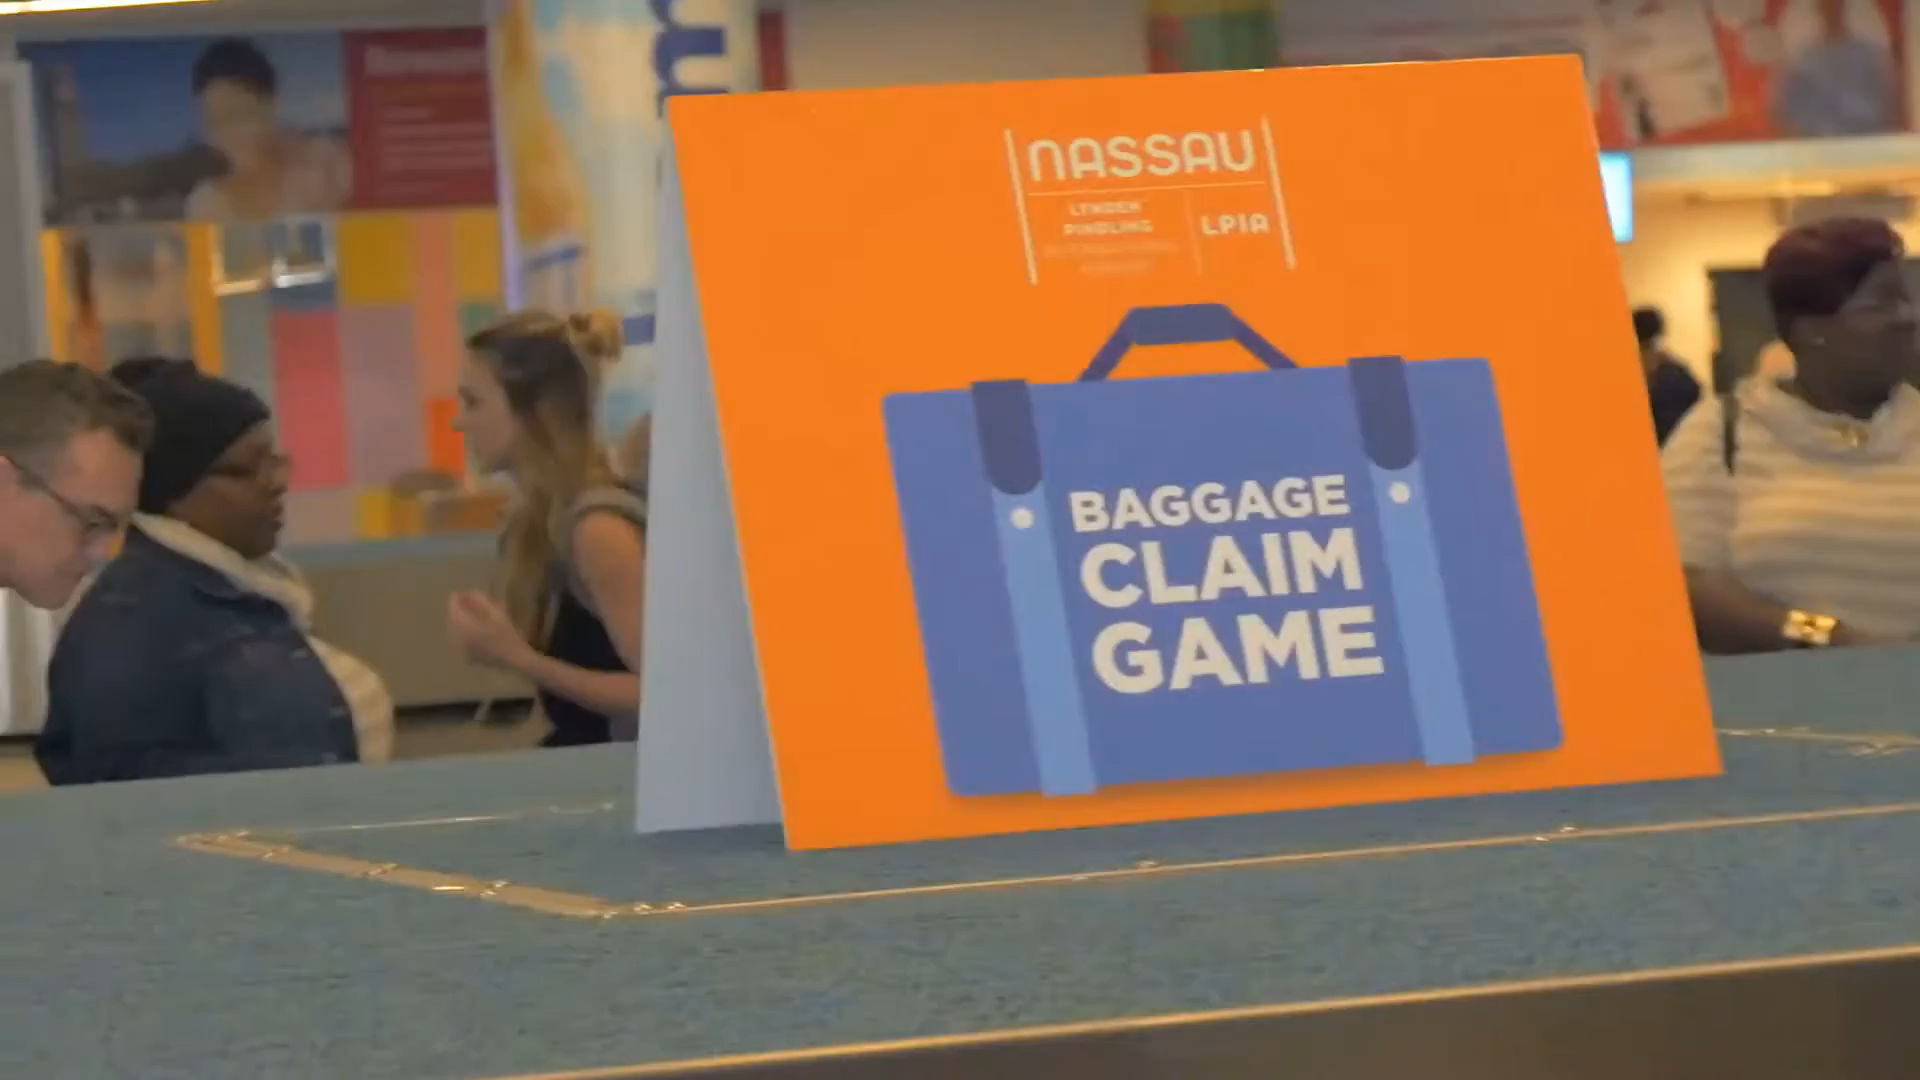 NASSAU
LYNDEN
PINDLING
LPIA
BAGGAGE
CLAIM
GAME